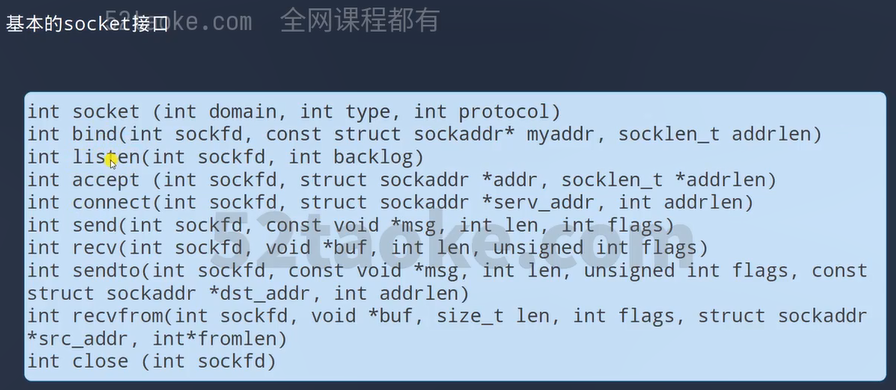 基本的socket接口
52taoke.com 全网课程都有
int socket (int domain, int type, int protocol)
int bind(int sockfd, const struct sockaddr* myaddr, socklen_t addrlen)
int listen(int sockfd, int backlog)
int accept (int sockfd, struct sockaddr *addr, socklen_t *addrlen)
int connect(int sockfd, const struct sockaddr *serv_addr, int addrlen)
int send(int sockfd, const void *msg, int len, int flags)
int recv(int sockfd, void *buf, int len, unsigned int flags)
52taoke.com
int sendto(int sockfd, const void *msg, int len, unsigned int flags, const
struct sockaddr *dst_addr, int addrlen)
int recvfrom(int sockfd, void *buf, size_t len, int flags, struct sockaddr
*src_addr, int*fromlen)
int close (int sockfd)